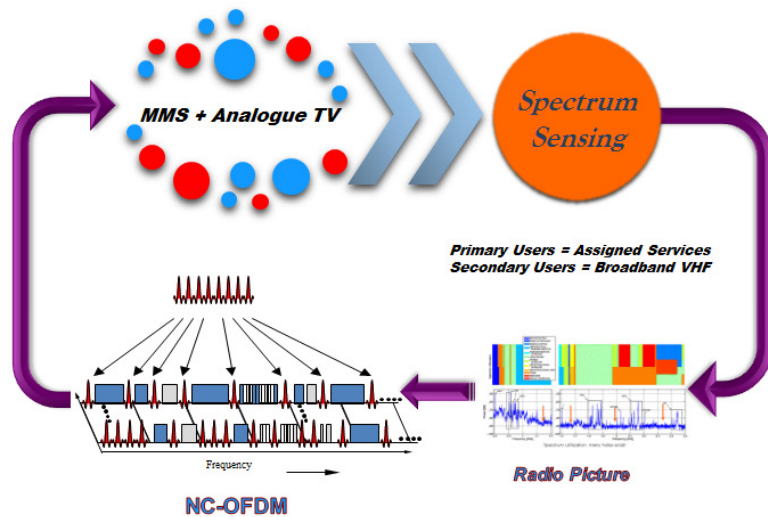 MMS + Analogue TV
Spectrum
Sensing
Primary Users = Assigned Services
Secondary Users = Broadband VHF
Frequency
NC-OFDM
Radio Picture